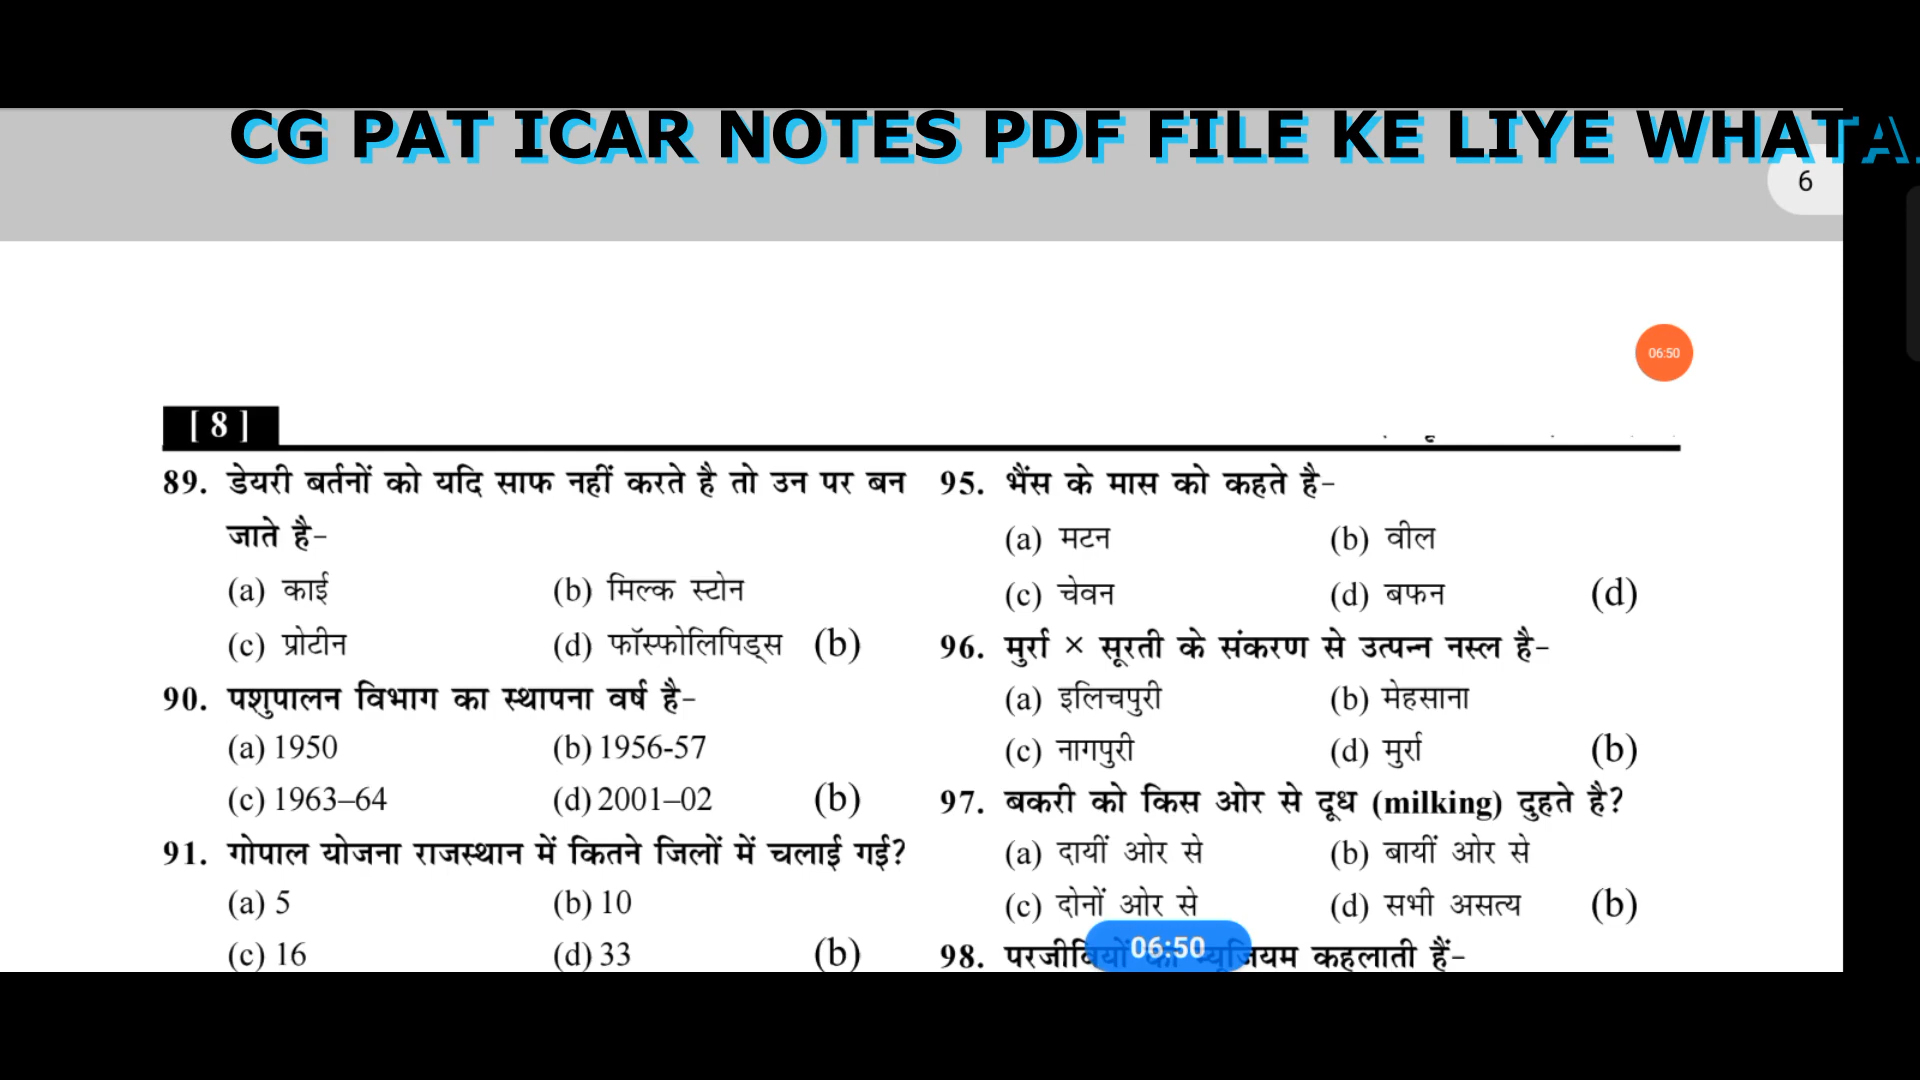 CG PAT ICAR NOTES PDF FILE KE LIYE WHATA
6
06:50
[ 8 ]
89. डेयरी बर्तनों को यदि साफ नहीं करते है तो उन पर बन
जाते है-
(a) काई (b) मिल्क स्टोन
(c) प्रोटीन (d) फॉस्फोलिपिड्स (b)
90. पशुपालन विभाग का स्थापना वर्ष है-
(a) 1950 (b) 1956-57
(c) 1963–64 (d) 2001–02 (b)
91. गोपाल योजना राजस्थान में कितने जिलों में चलाई गई?
(a) 5 (b) 10
(c) 16 (d) 33 (b)
95. भैंस के मास को कहते है-
(a) मटन (b) वील
(c) चेवन (d) बफन (d)
96. मुर्रा × सूरती के संकरण से उत्पन्न नस्ल है-
(a) इलिचपुरी (b) मेहसाना
(c) नागपुरी (d) मुर्रा (b)
97. बकरी को किस ओर से दूध (milking) दुहते है?
(a) दायीं ओर से (b) बायीं ओर से
(c) दोनों ओर से (d) सभी असत्य (b)
98. परजीवियों का म्यूजियम कहलाती हैं-
06:50